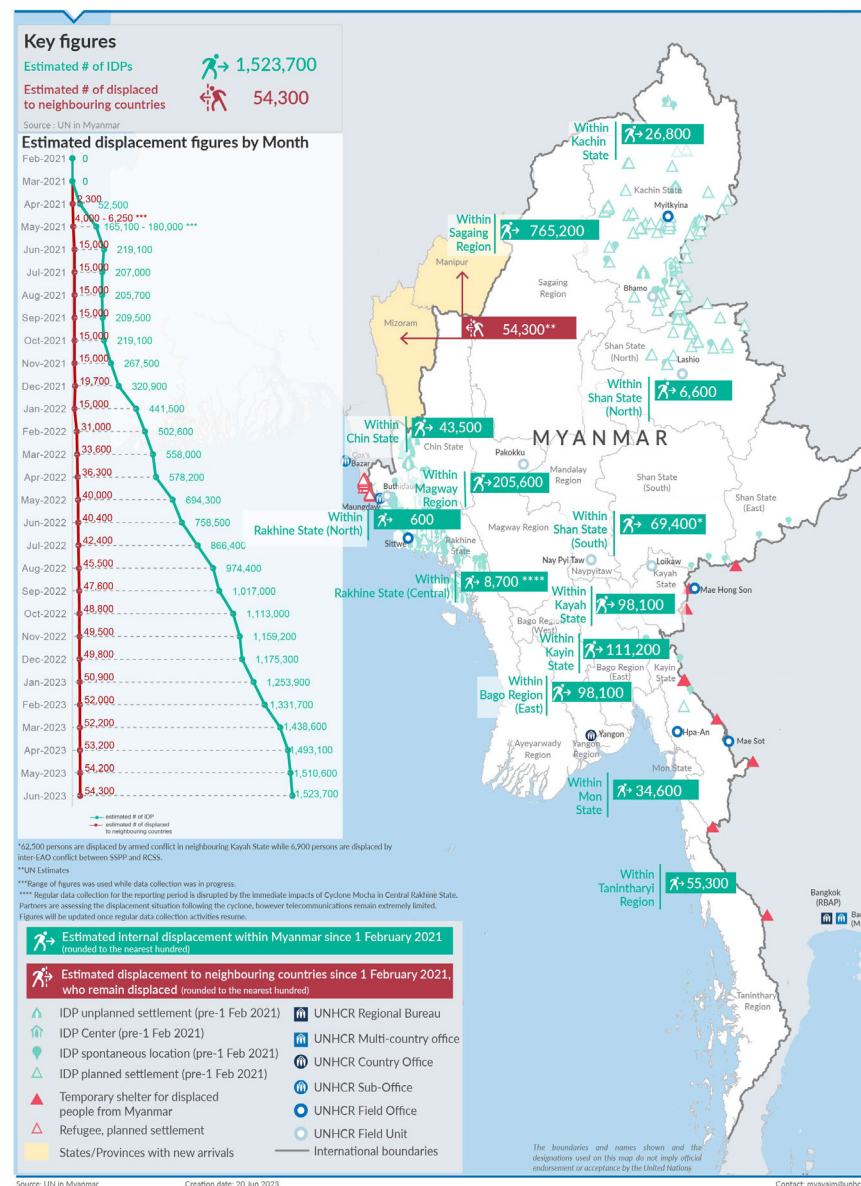 Key figures
Estimated # of IDPs
1,523,700
Estimated # of displaced
to neighbouring countries
54,300
Source : UN in Myanmar
Estimated displacement figures by Month
Feb-2021 0
Mar-2021 0
Apr-2021 2,300 52,500
May-2021 4,000 - 6,250 *** 165,100 - 180,000 ***
Jun-2021 15,000 219,100
Jul-2021 15,000 207,000
Aug-2021 15,000 205,700
Sep-2021 15,000 209,500
Oct-2021 15,000 219,100
Nov-2021 15,000 267,500
Dec-2021 19,700 320,900
Jan-2022 15,000 441,500
Feb-2022 31,000 502,600
Mar-2022 33,600 558,000
Apr-2022 36,300 578,200
May-2022 40,000 694,300
Jun-2022 40,400 758,500
Jul-2022 42,400 866,400
Aug-2022 45,500 974,400
Sep-2022 47,600 1,017,000
Oct-2022 48,800 1,113,000
Nov-2022 49,500 1,159,200
Dec-2022 49,800 1,175,300
Jan-2023 50,900 1,253,900
Feb-2023 52,000 1,331,700
Mar-2023 52,200 1,438,600
Apr-2023 53,200 1,493,100
May-2023 54,200 1,510,600
Jun-2023 54,300 1,523,700
estimated # of IDP
estimated # of displaced
to neighbouring countries
*62,500 persons are displaced by armed conflict in neighbouring Kayah State while 6,900 persons are displaced by
inter-EAO conflict between SSPP and RCSS.
**UN Estimates
***Range of figures was used while data collection was in progress.
**** Regular data collection for the reporting period is disrupted by the immediate impacts of Cyclone Mocha in Central Rakhine State.
Partners are assessing the displacement situation following the cyclone, however telecommunications remain extremely limited.
Figures will be updated once regular data collection activities resume.
Estimated internal displacement within Myanmar since 1 February 2021
(rounded to the nearest hundred)
Estimated displacement to neighbouring countries since 1 February 2021,
who remain displaced (rounded to the nearest hundred)
IDP unplanned settlement (pre-1 Feb 2021)
IDP Center (pre-1 Feb 2021)
IDP spontaneous location (pre-1 Feb 2021)
IDP planned settlement (pre-1 Feb 2021)
Temporary shelter for displaced
people from Myanmar
Refugee, planned settlement
States/Provinces with new arrivals
UNHCR Regional Bureau
UNHCR Multi-country office
UNHCR Country Office
UNHCR Sub-Office
UNHCR Field Office
UNHCR Field Unit
International boundaries
Within
Kachin
State
26,800
Kachin State
Myitkyina
Within
Sagaing
Region
765,200
Manipur
Sagaing
Region
Bhamo
Mizoram
54,300**
Shan State
(North)
Lashio
Within
Shan State
(North)
6,600
Within
Chin State
43,500
Chin State
MYANMAR
Pakokku
Mandalay
Region
Cox's
Bazar
Within
Magway
Region
205,600
Shan State
(South)
Shan State
(East)
Maungdaw
Within
Rakhine State (North)
600
Sittwe
Rakhine
State
Magway Region
Within
Shan State
(South)
69,400*
Nay Pyi Taw
Naypyitaw
Loikaw
Kayah
State
Within
Rakhine State (Central)
8,700 ****
Mae Hong Son
Within
Kayah
State
98,100
Bago Region
(West)
Within
Kayin
State
111,200
Bago Region
(East)
Kayin
State
Within
Bago Region
(East)
98,100
Yangon
Yangon
Region
Ayeyarwady
Region
Hpa-An
Mae Sot
Mon State
Within
Mon
State
34,600
Within
Tanintharyi
Region
55,300
Bangkok
(RBAP)
Tanintharyi
Region
The boundaries and names shown and the
designations used on this map do not imply official
endorsement or acceptance by the United Nations
Source: UN in Myanmar
Creation date: 20 Jun 2023